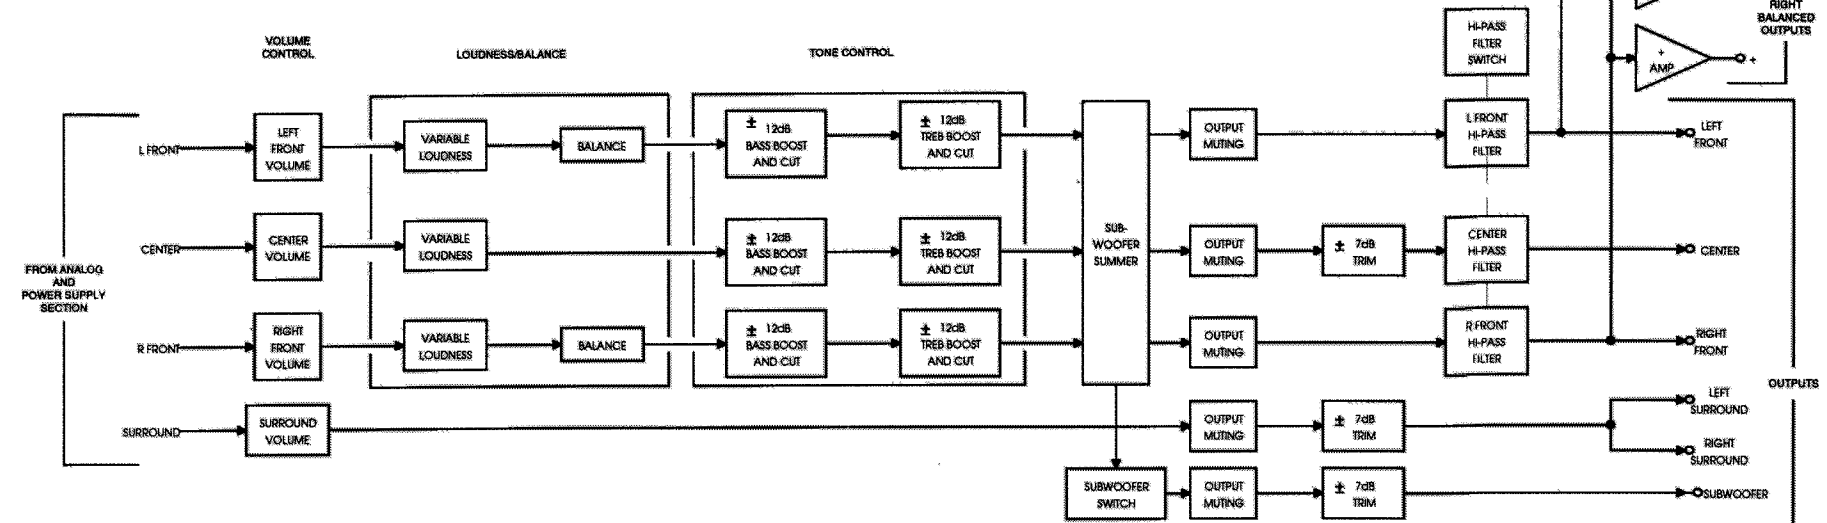 RIGHT
BALANCED
OUTPUTS
+
AMP
+
HI-PASS
FILTER
SWITCH
VOLUME
CONTROL
LOUDNESS/BALANCE
TONE CONTROL
L FRONT
LEFT
FRONT
VOLUME
VARIABLE
LOUDNESS
BALANCE
± 12dB
BASS BOOST
AND CUT
± 12dB
TREB BOOST
AND CUT
OUTPUT
MUTING
L FRONT
HI-PASS
FILTER
LEFT
FRONT
CENTER
CENTER
VOLUME
VARIABLE
LOUDNESS
± 12dB
BASS BOOST
AND CUT
± 12dB
TREB BOOST
AND CUT
SUB-
WOOFER
SUMMER
OUTPUT
MUTING
± 7dB
TRIM
CENTER
HI-PASS
FILTER
CENTER
FROM ANALOG
AND
POWER SUPPLY
SECTION
R FRONT
RIGHT
FRONT
VOLUME
VARIABLE
LOUDNESS
BALANCE
± 12dB
BASS BOOST
AND CUT
± 12dB
TREB BOOST
AND CUT
OUTPUT
MUTING
R FRONT
HI-PASS
FILTER
RIGHT
FRONT
OUTPUTS
SURROUND
SURROUND
VOLUME
OUTPUT
MUTING
± 7dB
TRIM
LEFT
SURROUND
RIGHT
SURROUND
SUBWOOFER
SWITCH
OUTPUT
MUTING
± 7dB
TRIM
SUBWOOFER